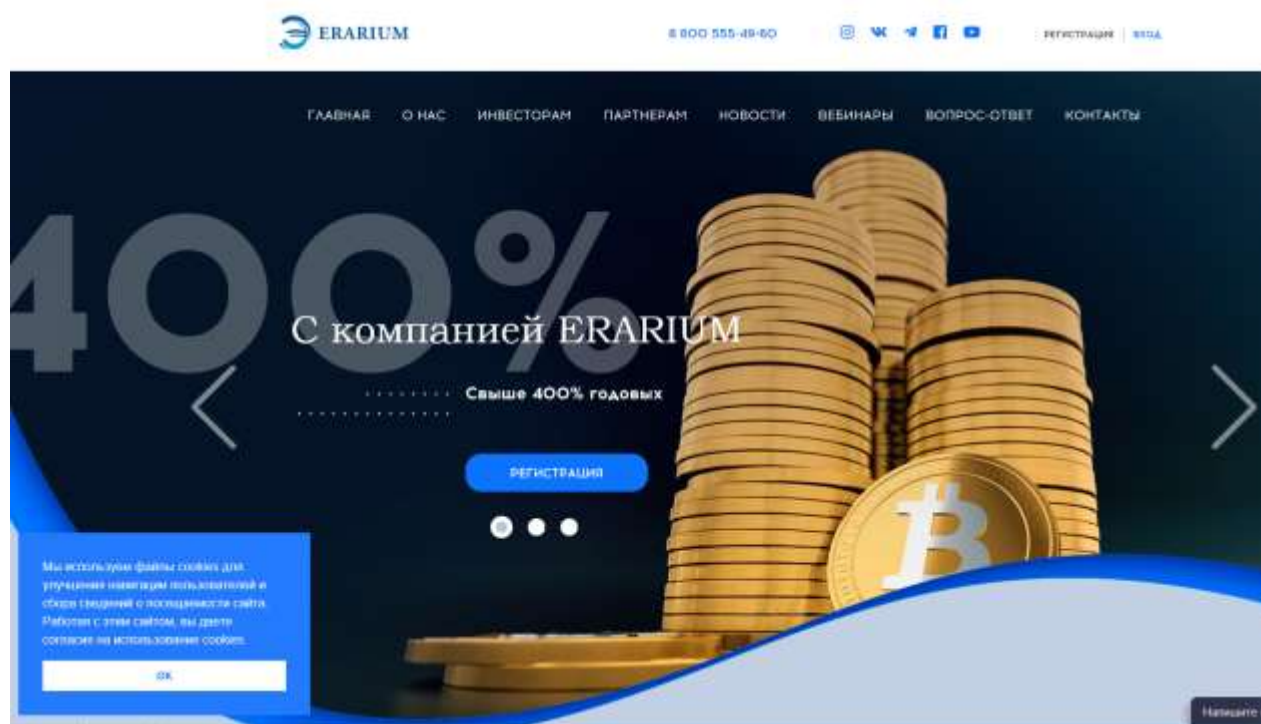 ERARIUM
8 800 555-49-60
РЕГИСТРАЦИЯ | ВХОД
ГЛАВНАЯ О НАС ИНВЕСТОРАМ ПАРТНЕРАМ НОВОСТИ ВЕБИНАРЫ ВОПРОС-ОТВЕТ КОНТАКТЫ
400%
С компанией ERARIUM
Свыше 400% годовых
РЕГИСТРАЦИЯ
Мы используем файлы cookies для
улучшения навигации пользователей и
сбора сведений о посещаемости сайта.
Работая с этим сайтом, вы даете
согласие на использование cookies.
ОК
Напишите